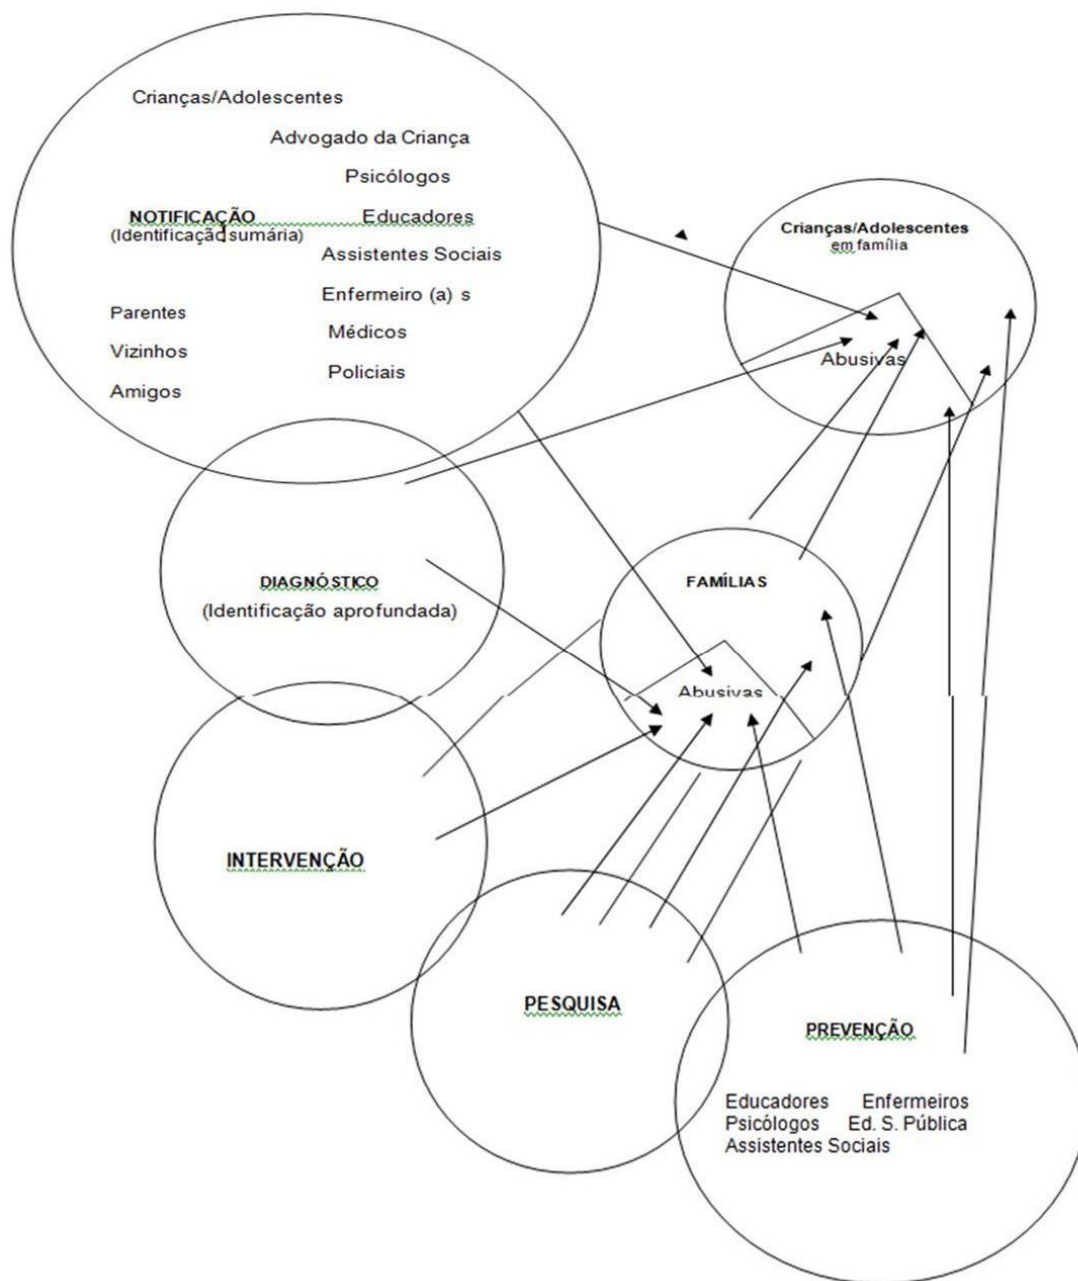 Crianças/Adolescentes
Advogado da Criança
Psicólogos
NOTIFICAÇÃO Educadores
(Identificação sumária)
Assistentes Sociais
Enfermeiro (a) s
Parentes
Médicos
Vizinhos
Policiais
Amigos
Crianças/Adolescentes
em família
Abusivas
DIAGNÓSTICO
(Identificação aprofundada)
FAMÍLIAS
Abusivas
INTERVENÇÃO
PESQUISA
PREVENÇÃO
Educadores Enfermeiros
Psicólogos Ed. S. Pública
Assistentes Sociais